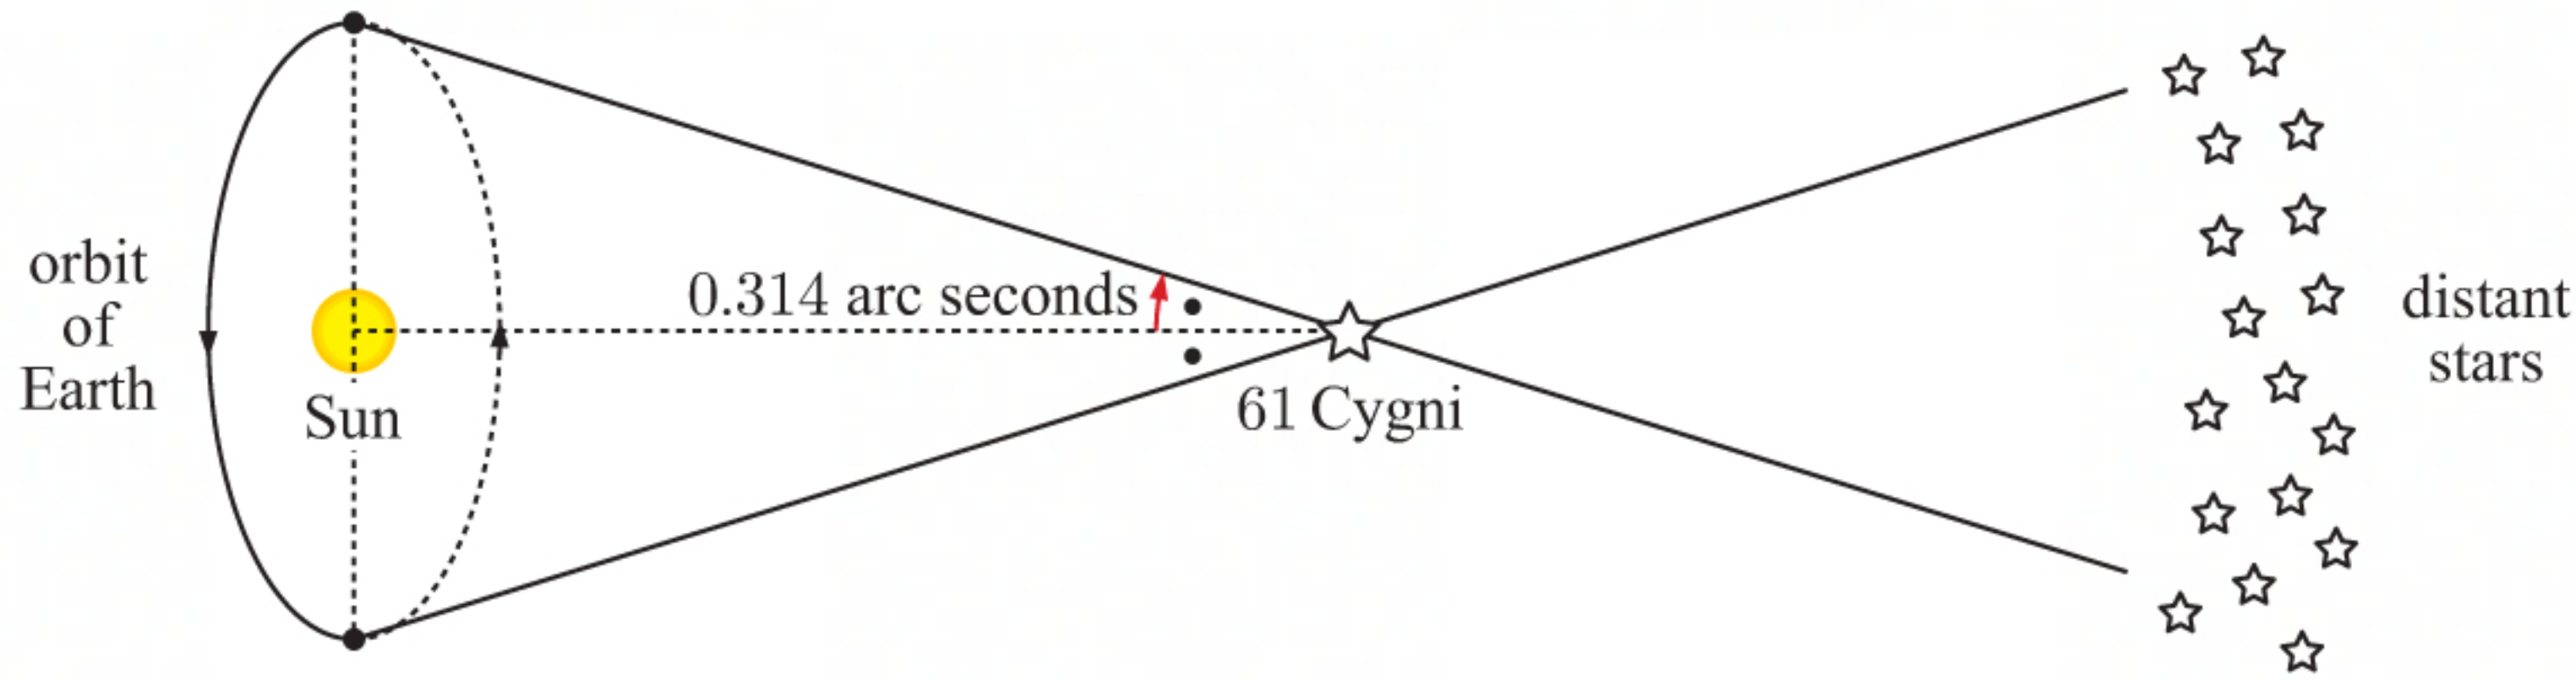 orbit
of
Earth
Sun
0.314 arc seconds
61 Cygni
distant
stars